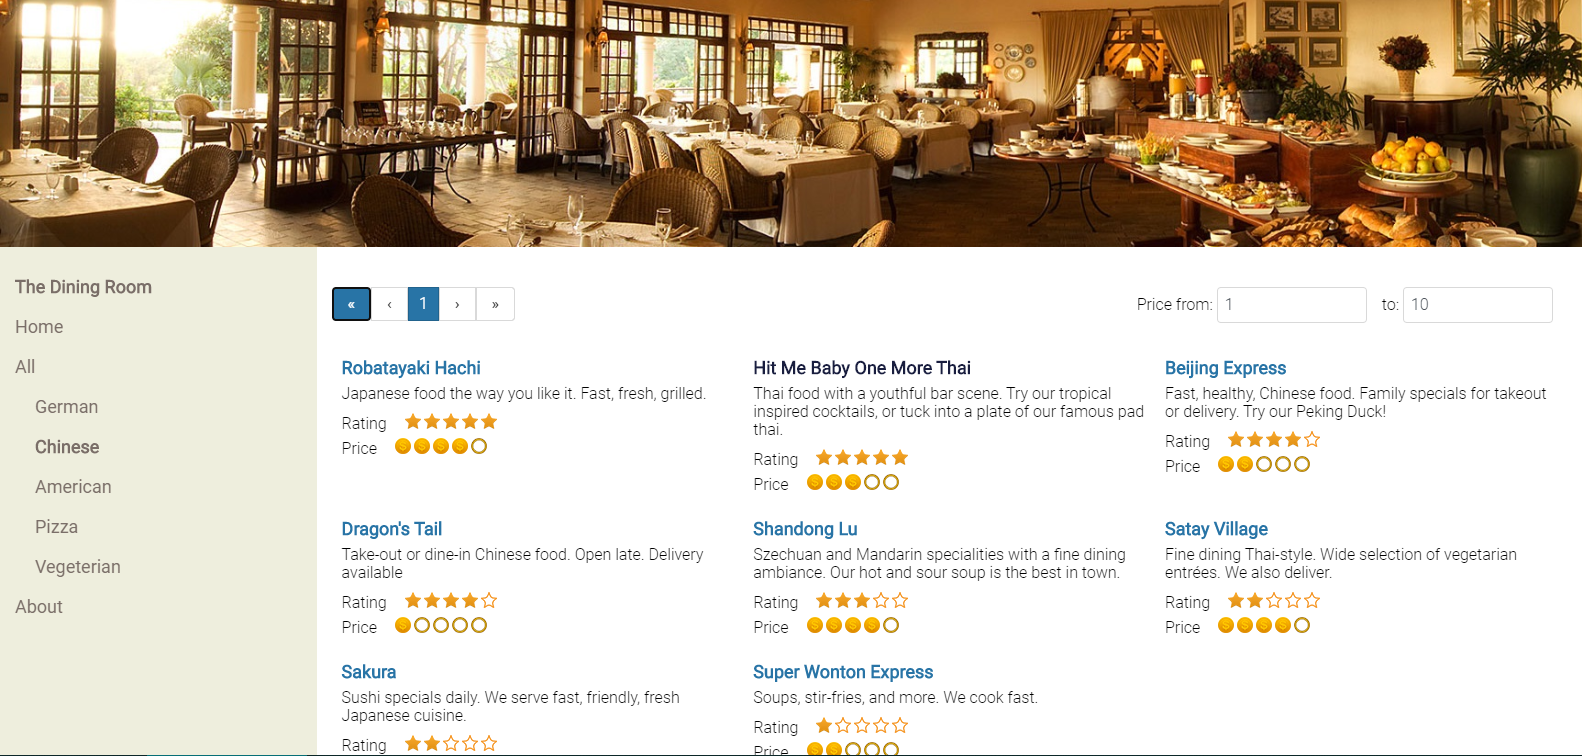 The Dining Room
Home
All
German
Chinese
American
Pizza
Vegeterian
About
« ‹ 1 › »
Price from: 1 to: 10
Robatayaki Hachi
Japanese food the way you like it. Fast, fresh, grilled.
Rating
Price
Hit Me Baby One More Thai
Thai food with a youthful bar scene. Try our tropical
inspired cocktails, or tuck into a plate of our famous pad
thai.
Rating
Price
Beijing Express
Fast, healthy, Chinese food. Family specials for takeout
or delivery. Try our Peking Duck!
Rating
Price
Dragon's Tail
Take-out or dine-in Chinese food. Open late. Delivery
available
Rating
Price
Shandong Lu
Szechuan and Mandarin specialities with a fine dining
ambiance. Our hot and sour soup is the best in town.
Rating
Price
Satay Village
Fine dining Thai-style. Wide selection of vegetarian
entrées. We also deliver.
Rating
Price
Sakura
Sushi specials daily. We serve fast, friendly, fresh
Japanese cuisine.
Rating
Super Wonton Express
Soups, stir-fries, and more. We cook fast.
Rating
Price